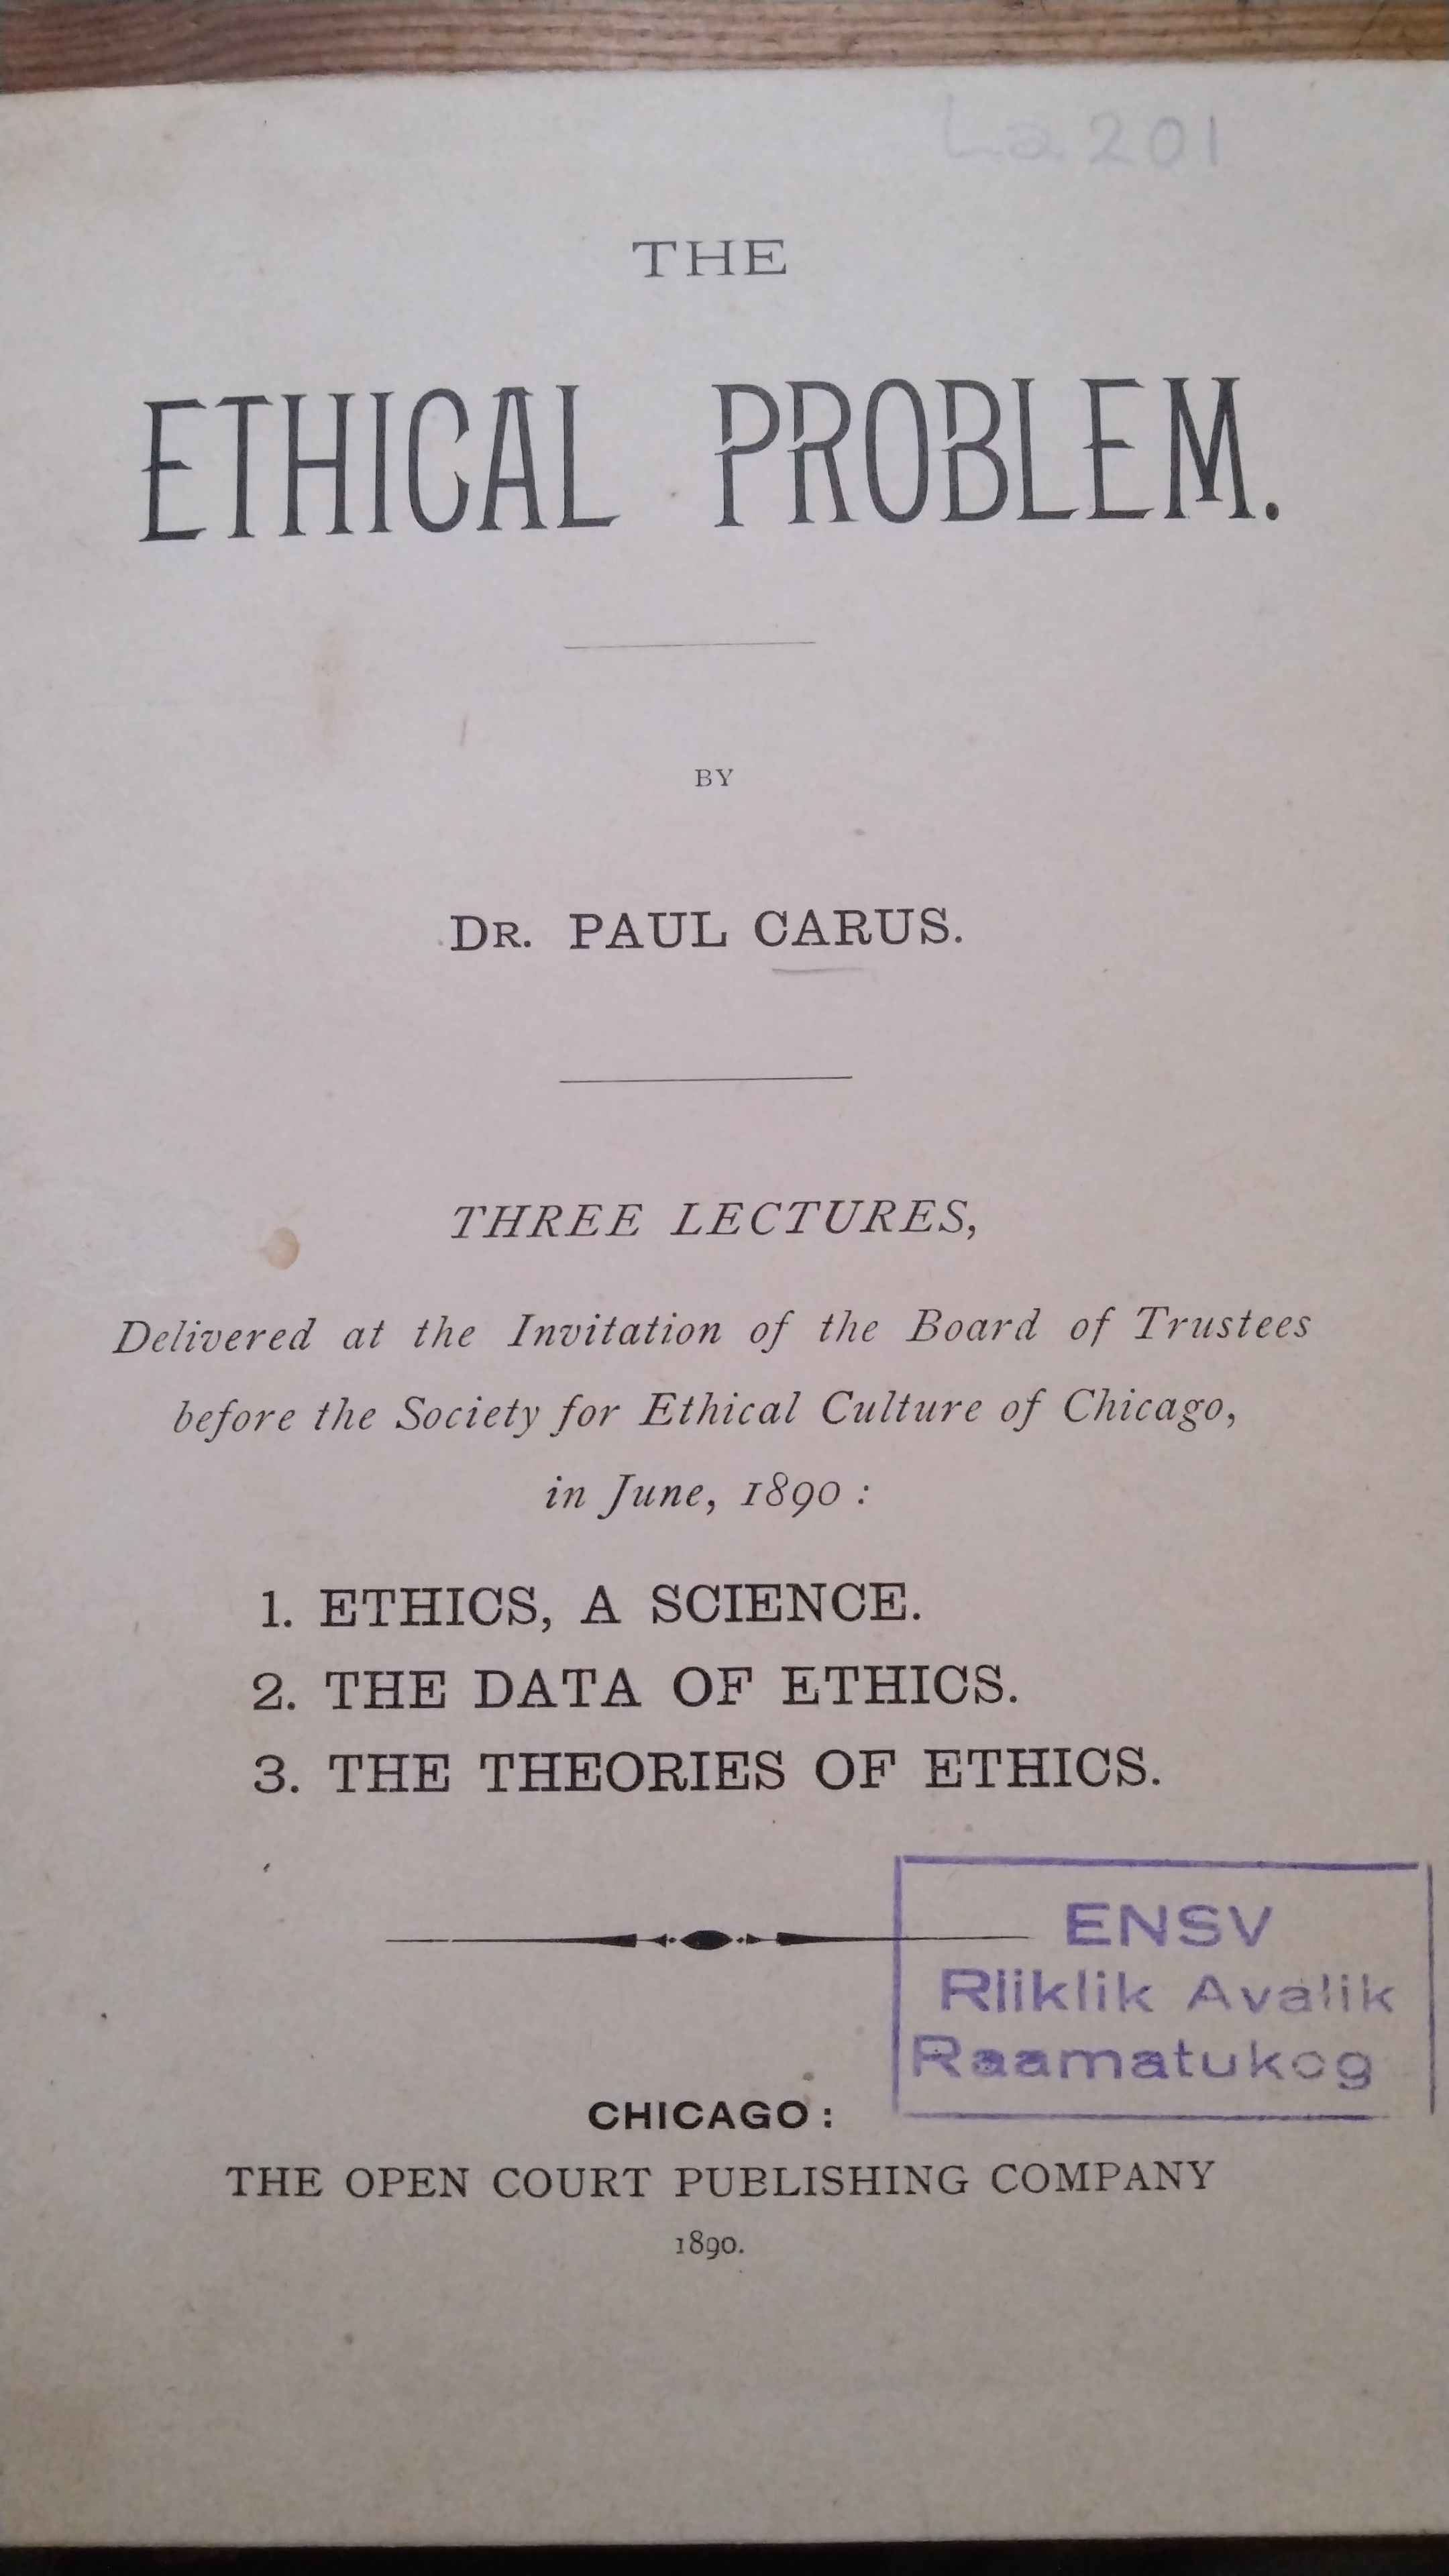 La 201
THE
ETHICAL PROBLEM.
BY
DR. PAUL CARUS.
THREE LECTURES,
Delivered at the Invitation of the Board of Trustees
before the Society for Ethical Culture of Chicago,
in June, 1890 :
1. ETHICS, A SCIENCE.
2. THE DATA OF ETHICS.
3. THE THEORIES OF ETHICS.
ENSV
Riiklik Avalik
Raamatukog
CHICAGO :
THE OPEN COURT PUBLISHING COMPANY
1890.